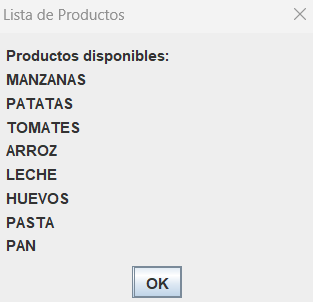 Lista de Productos
Productos disponibles:
MANZANAS
PATATAS
TOMATES
ARROZ
LECHE
HUEVOS
PASTA
PAN
OK